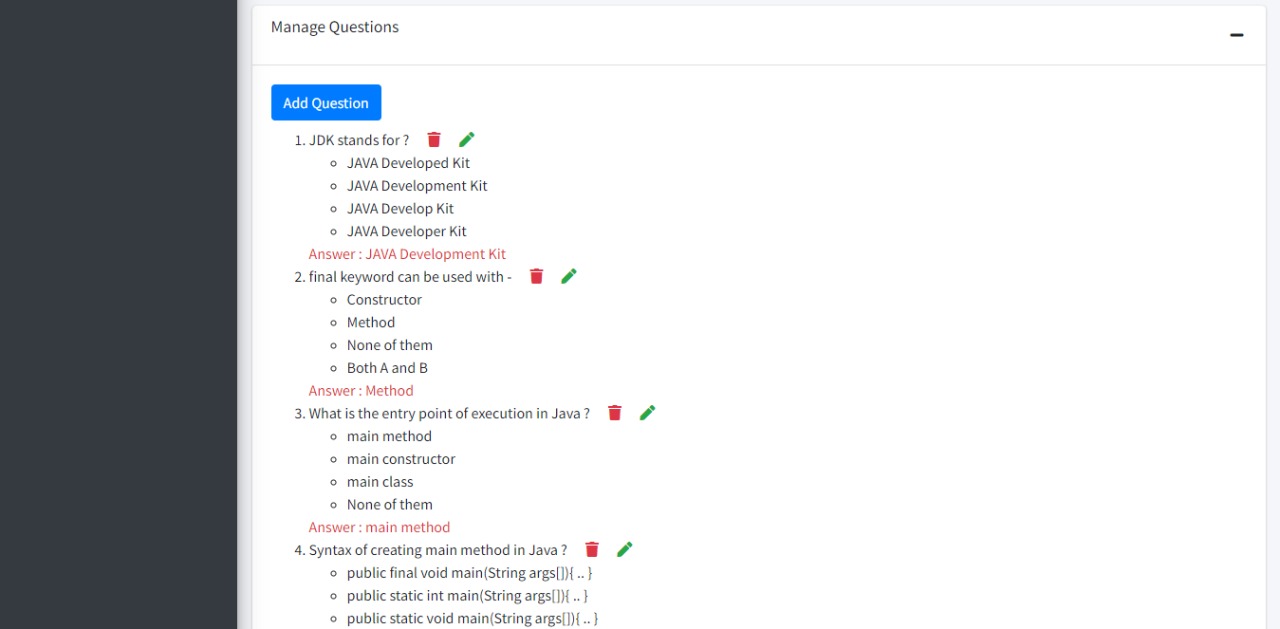 Manage Questions
Add Question
1. JDK stands for ?
JAVA Developed Kit
JAVA Development Kit
JAVA Develop Kit
JAVA Developer Kit
Answer : JAVA Development Kit
2. final keyword can be used with -
Constructor
Method
None of them
Both A and B
Answer : Method
3. What is the entry point of execution in Java ?
main method
main constructor
main class
None of them
Answer : main method
4. Syntax of creating main method in Java ?
public final void main(String args[]){ .. }
public static int main(String args[]){ .. }
public static void main(String args[]){ .. }